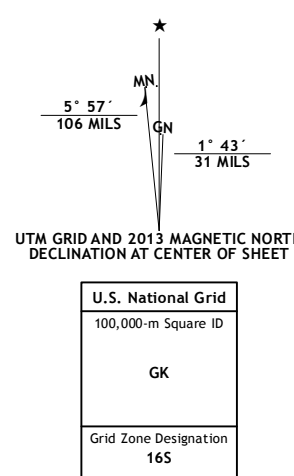 MN.
5° 57´
106 MILS
GN
1° 43´
31 MILS
UTM GRID AND 2013 MAGNETIC NORTH
DECLINATION AT CENTER OF SHEET
U.S. National Grid
100,000-m Square ID
GK
Grid Zone Designation
16S